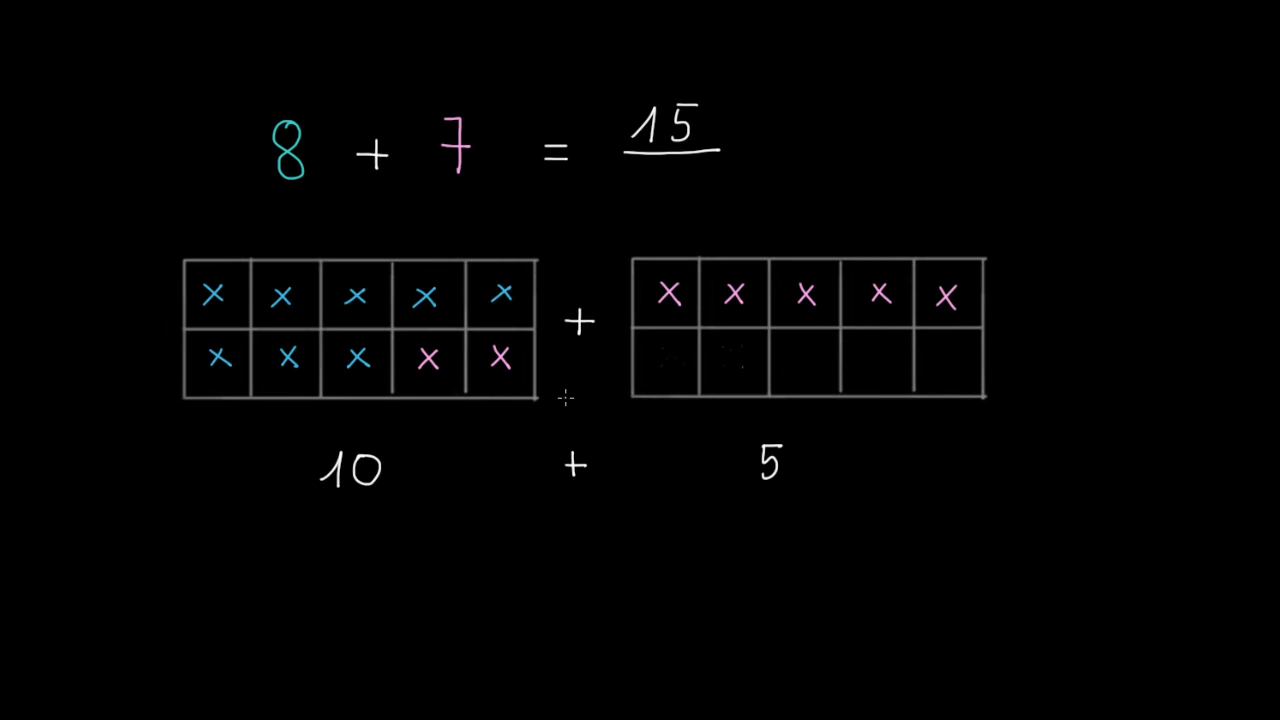 8 + 7 = 15
× × × × × + × × × × ×
× × × × ×
10 + 5